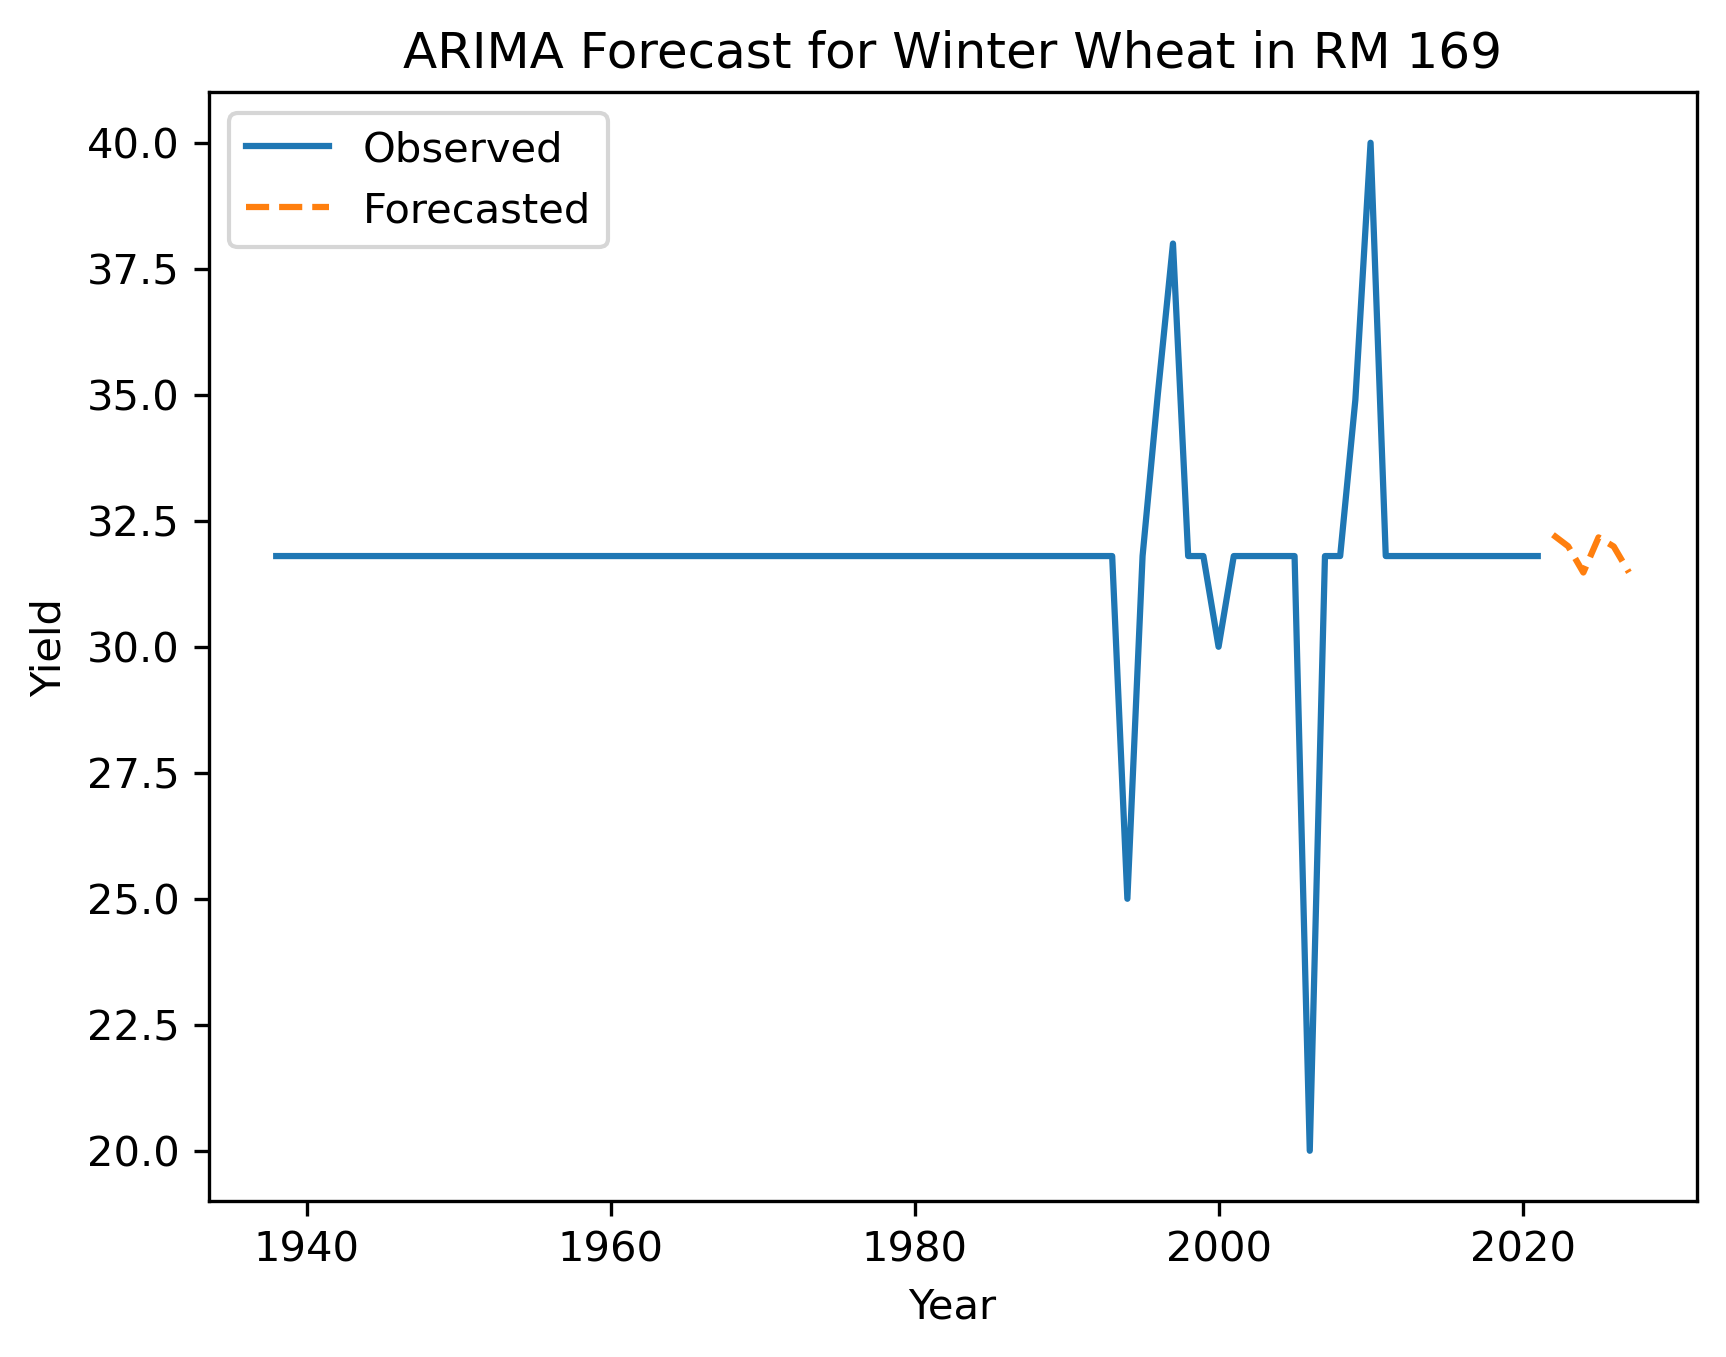 ARIMA Forecast for Winter Wheat in RM 169
Observed
Forecasted
40.0
37.5
35.0
32.5
30.0
27.5
25.0
22.5
20.0
Yield
1940 1960 1980 2000 2020
Year